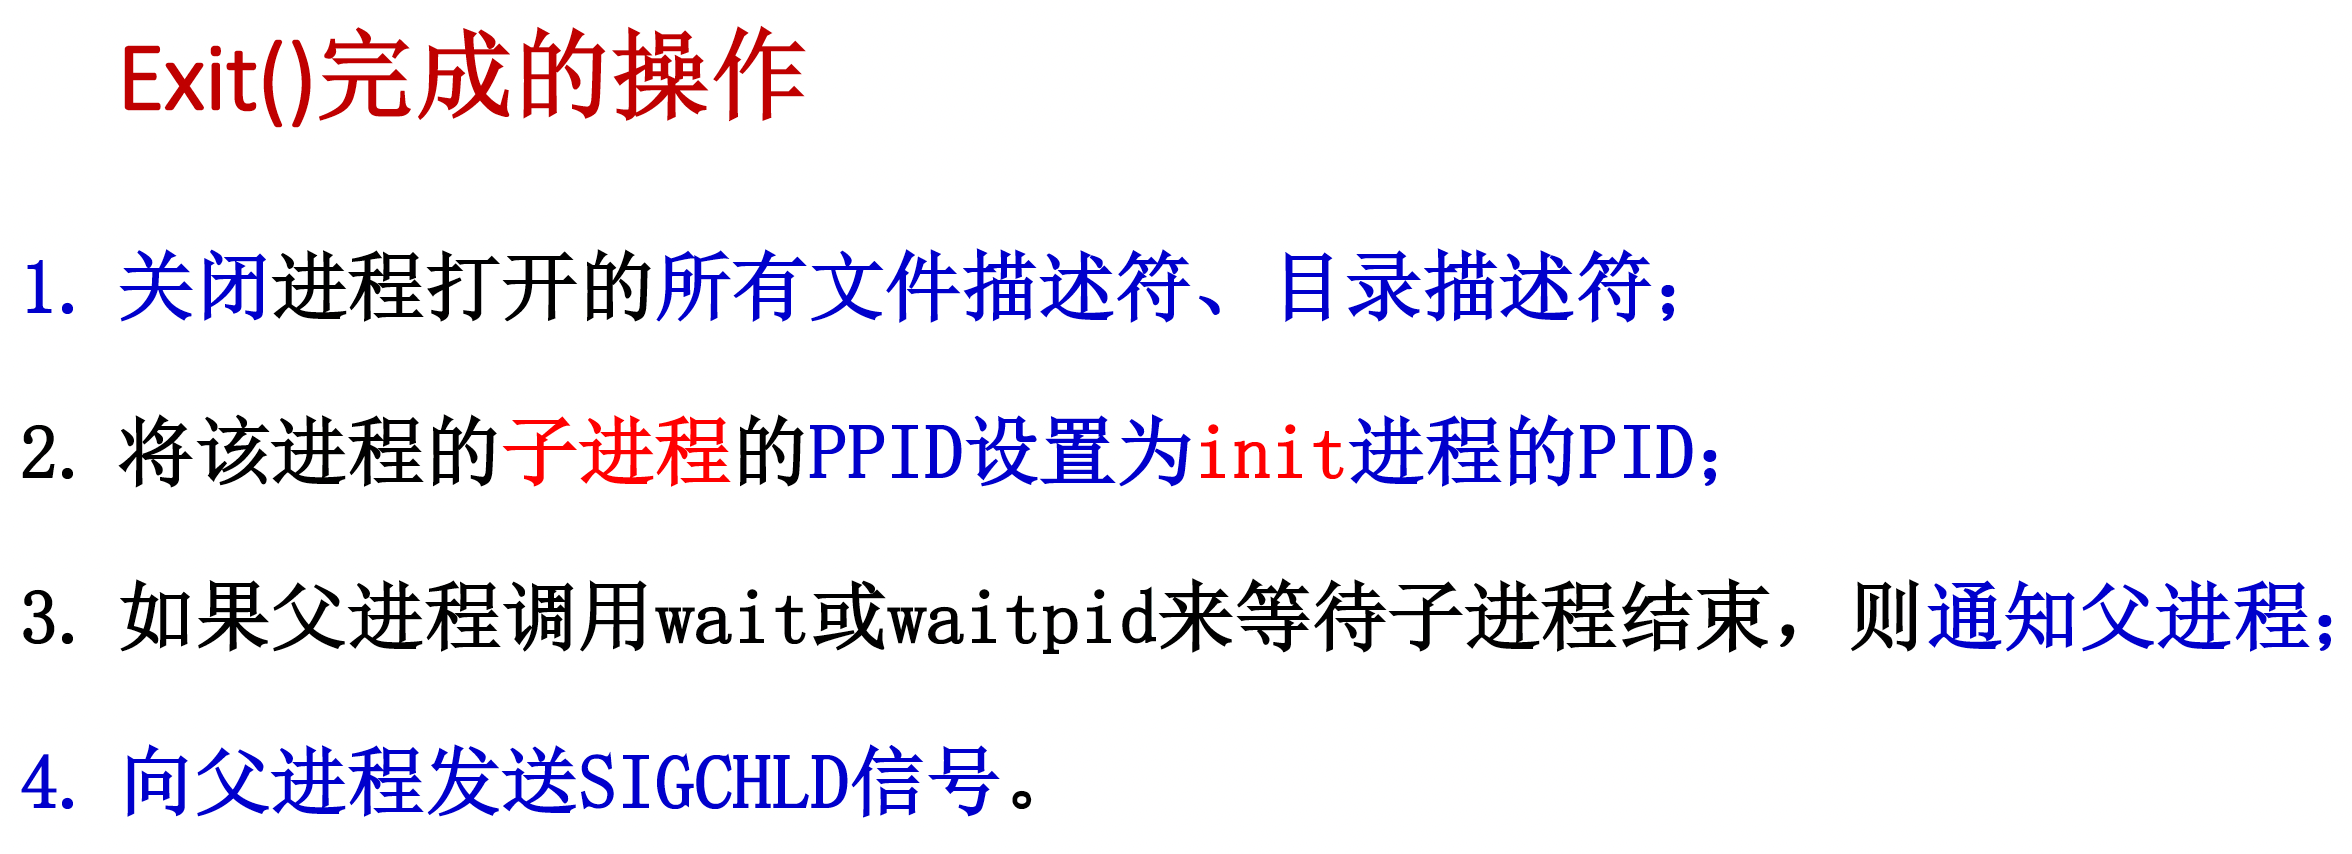 Exit()完成的操作
1. 关闭进程打开的所有文件描述符、目录描述符；
2. 将该进程的子进程的PPID设置为init进程的PID；
3. 如果父进程调用wait或waitpid来等待子进程结束，则通知父进程；
4. 向父进程发送SIGCHLD信号。